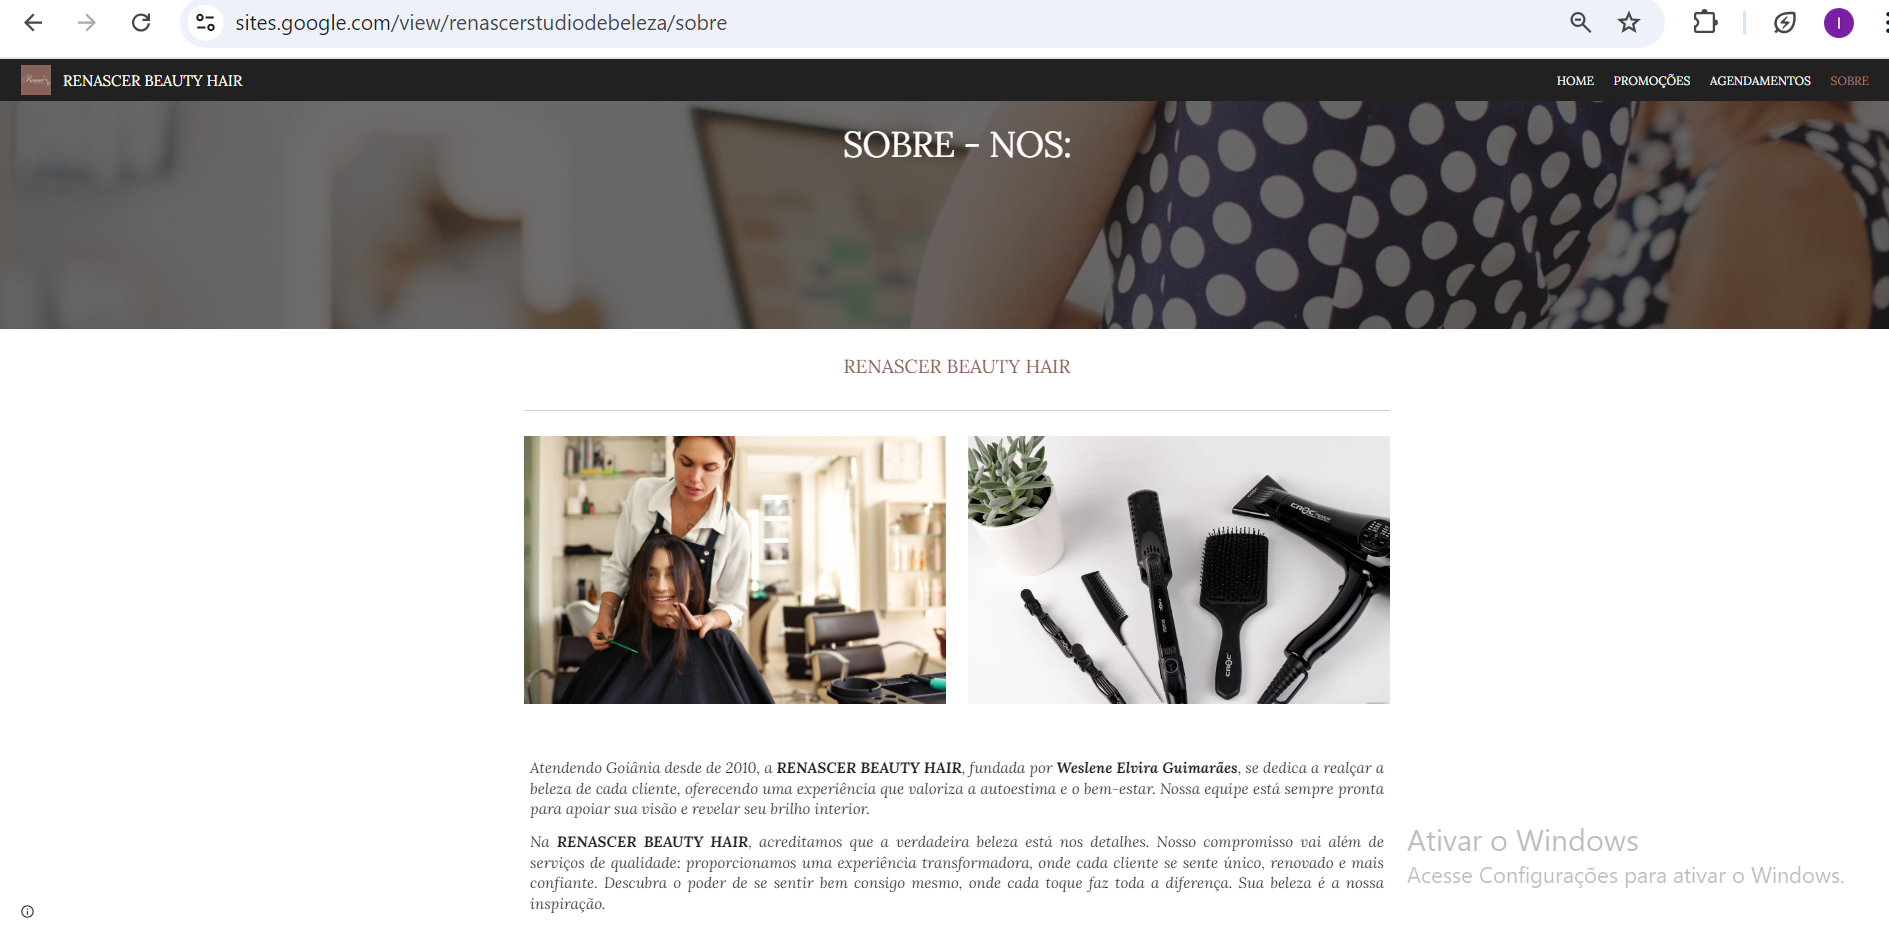 sites.google.com/view/renascerstudiodebeleza/sobre
I
RENASCER BEAUTY HAIR
HOME PROMOÇÕES AGENDAMENTOS SOBRE
SOBRE - NOS:
RENASCER BEAUTY HAIR
CROC
CROC
Atendendo Goiânia desde de 2010, a RENASCER BEAUTY HAIR, fundada por Weslene Elvira Guimarães, se dedica a realçar a
beleza de cada cliente, oferecendo uma experiência que valoriza a autoestima e o bem-estar. Nossa equipe está sempre pronta
para apoiar sua visão e revelar seu brilho interior.
Na RENASCER BEAUTY HAIR, acreditamos que a verdadeira beleza está nos detalhes. Nosso compromisso vai além de
serviços de qualidade: proporcionamos uma experiência transformadora, onde cada cliente se sente único, renovado e mais
confiante. Descubra o poder de se sentir bem consigo mesmo, onde cada toque faz toda a diferença. Sua beleza é a nossa
inspiração.
Ativar o Windows
Acesse Configurações para ativar o Windows.